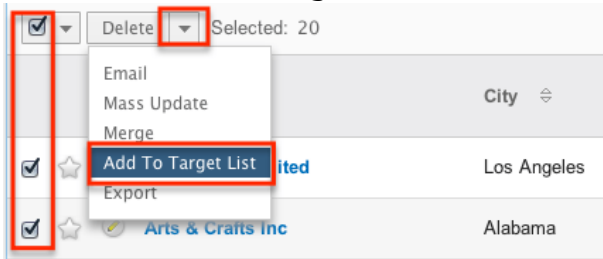 Delete Selected: 20
Email
Mass Update
Merge
City
Add To Target List
ited
Los Angeles
Export
Arts & Crafts Inc
Alabama